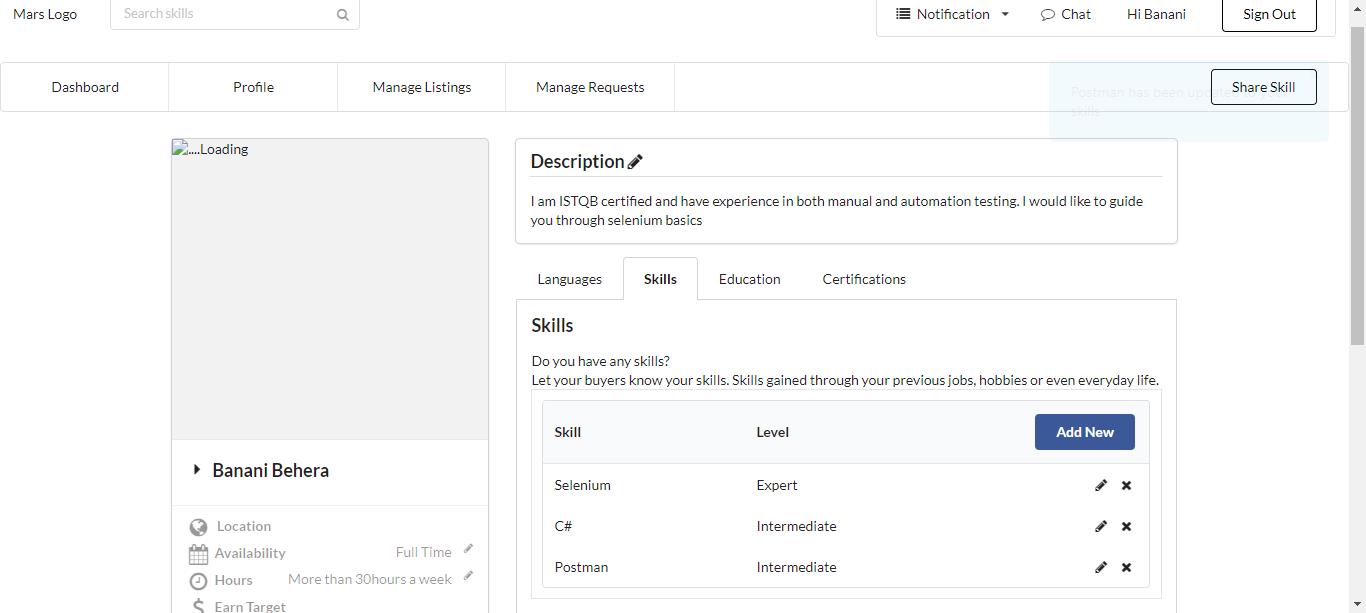 Mars Logo
Search skills
Notification
Chat
Hi Banani
Sign Out
Dashboard
Profile
Manage Listings
Manage Requests
Postman has been
skills
Share Skill
....Loading
Description
I am ISTQB certified and have experience in both manual and automation testing. I would like to guide
you through selenium basics
Languages
Skills
Education
Certifications
Skills
Do you have any skills?
Let your buyers know your skills. Skills gained through your previous jobs, hobbies or even everyday life.
Skill Level Add New
Selenium Expert
C# Intermediate
Postman Intermediate
Banani Behera
Location
Availability Full Time
Hours More than 30hours a week
Earn Target